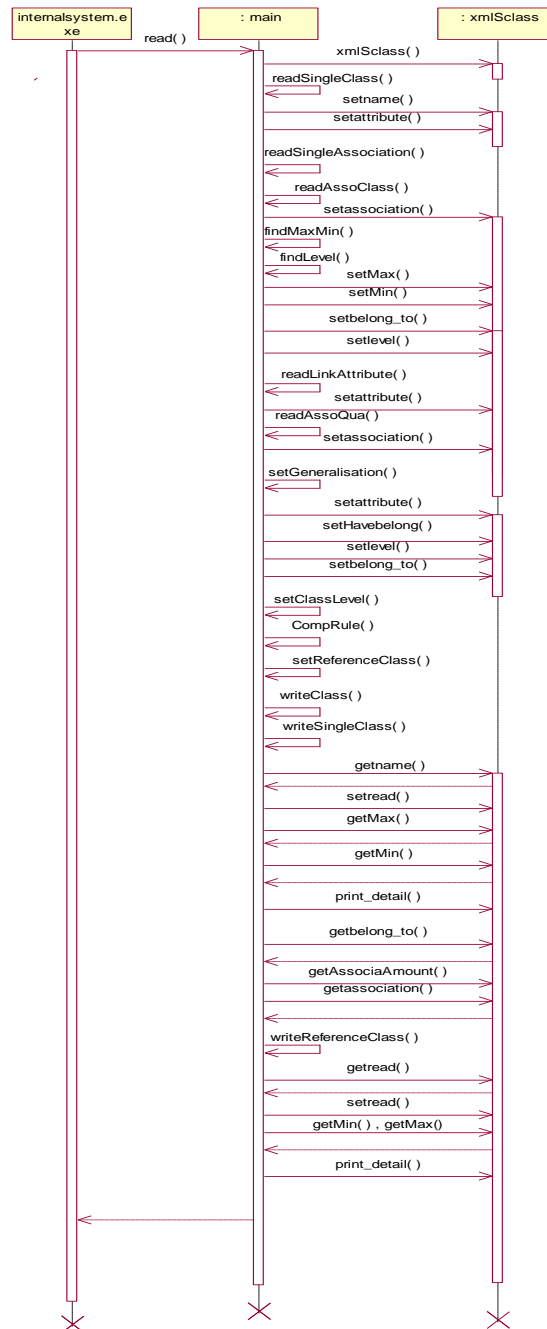 internalsystem.e
xe
: main
: xmlSclass
read( )
xmlSclass( )
readSingleClass( )
setname( )
setattribute( )
readSingleAssociation( )
readAssoClass( )
setassociation( )
findMaxMin( )
findLevel( )
setMax( )
setMin( )
setbelong_to( )
setlevel( )
readLinkAttribute( )
setattribute( )
readAssoQua( )
setassociation( )
setGeneralisation( )
setattribute( )
setHavebelong( )
setlevel( )
setbelong_to( )
setClassLevel( )
CompRule( )
setReferenceClass( )
writeClass( )
writeSingleClass( )
getname( )
setread( )
getMax( )
getMin( )
print_detail( )
getbelong_to( )
getAssociaAmount( )
getassociation( )
writeReferenceClass( )
getread( )
setread( )
getMin( ) , getMax()
print_detail( )